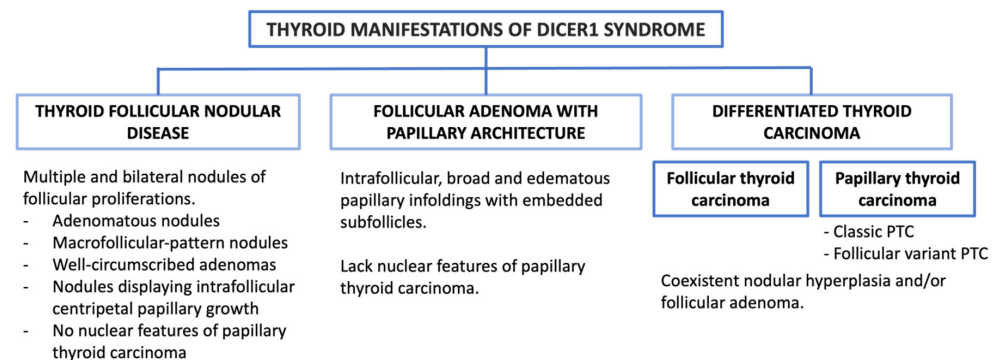 THYROID MANIFESTATIONS OF DICER1 SYNDROME
THYROID FOLLICULAR NODULAR
DISEASE
Multiple and bilateral nodules of
follicular proliferations.
- Adenomatous nodules
- Macrofollicular-pattern nodules
- Well-circumscribed adenomas
- Nodules displaying intrafollicular
centripetal papillary growth
- No nuclear features of papillary
thyroid carcinoma
FOLLICULAR ADENOMA WITH
PAPILLARY ARCHITECTURE
Intrafollicular, broad and edematous
papillary infoldings with embedded
subfollicles.
Lack nuclear features of papillary
thyroid carcinoma.
DIFFERENTIATED THYROID
CARCINOMA
Follicular thyroid
carcinoma
Papillary thyroid
carcinoma
- Classic PTC
- Follicular variant PTC
Coexistent nodular hyperplasia and/or
follicular adenoma.